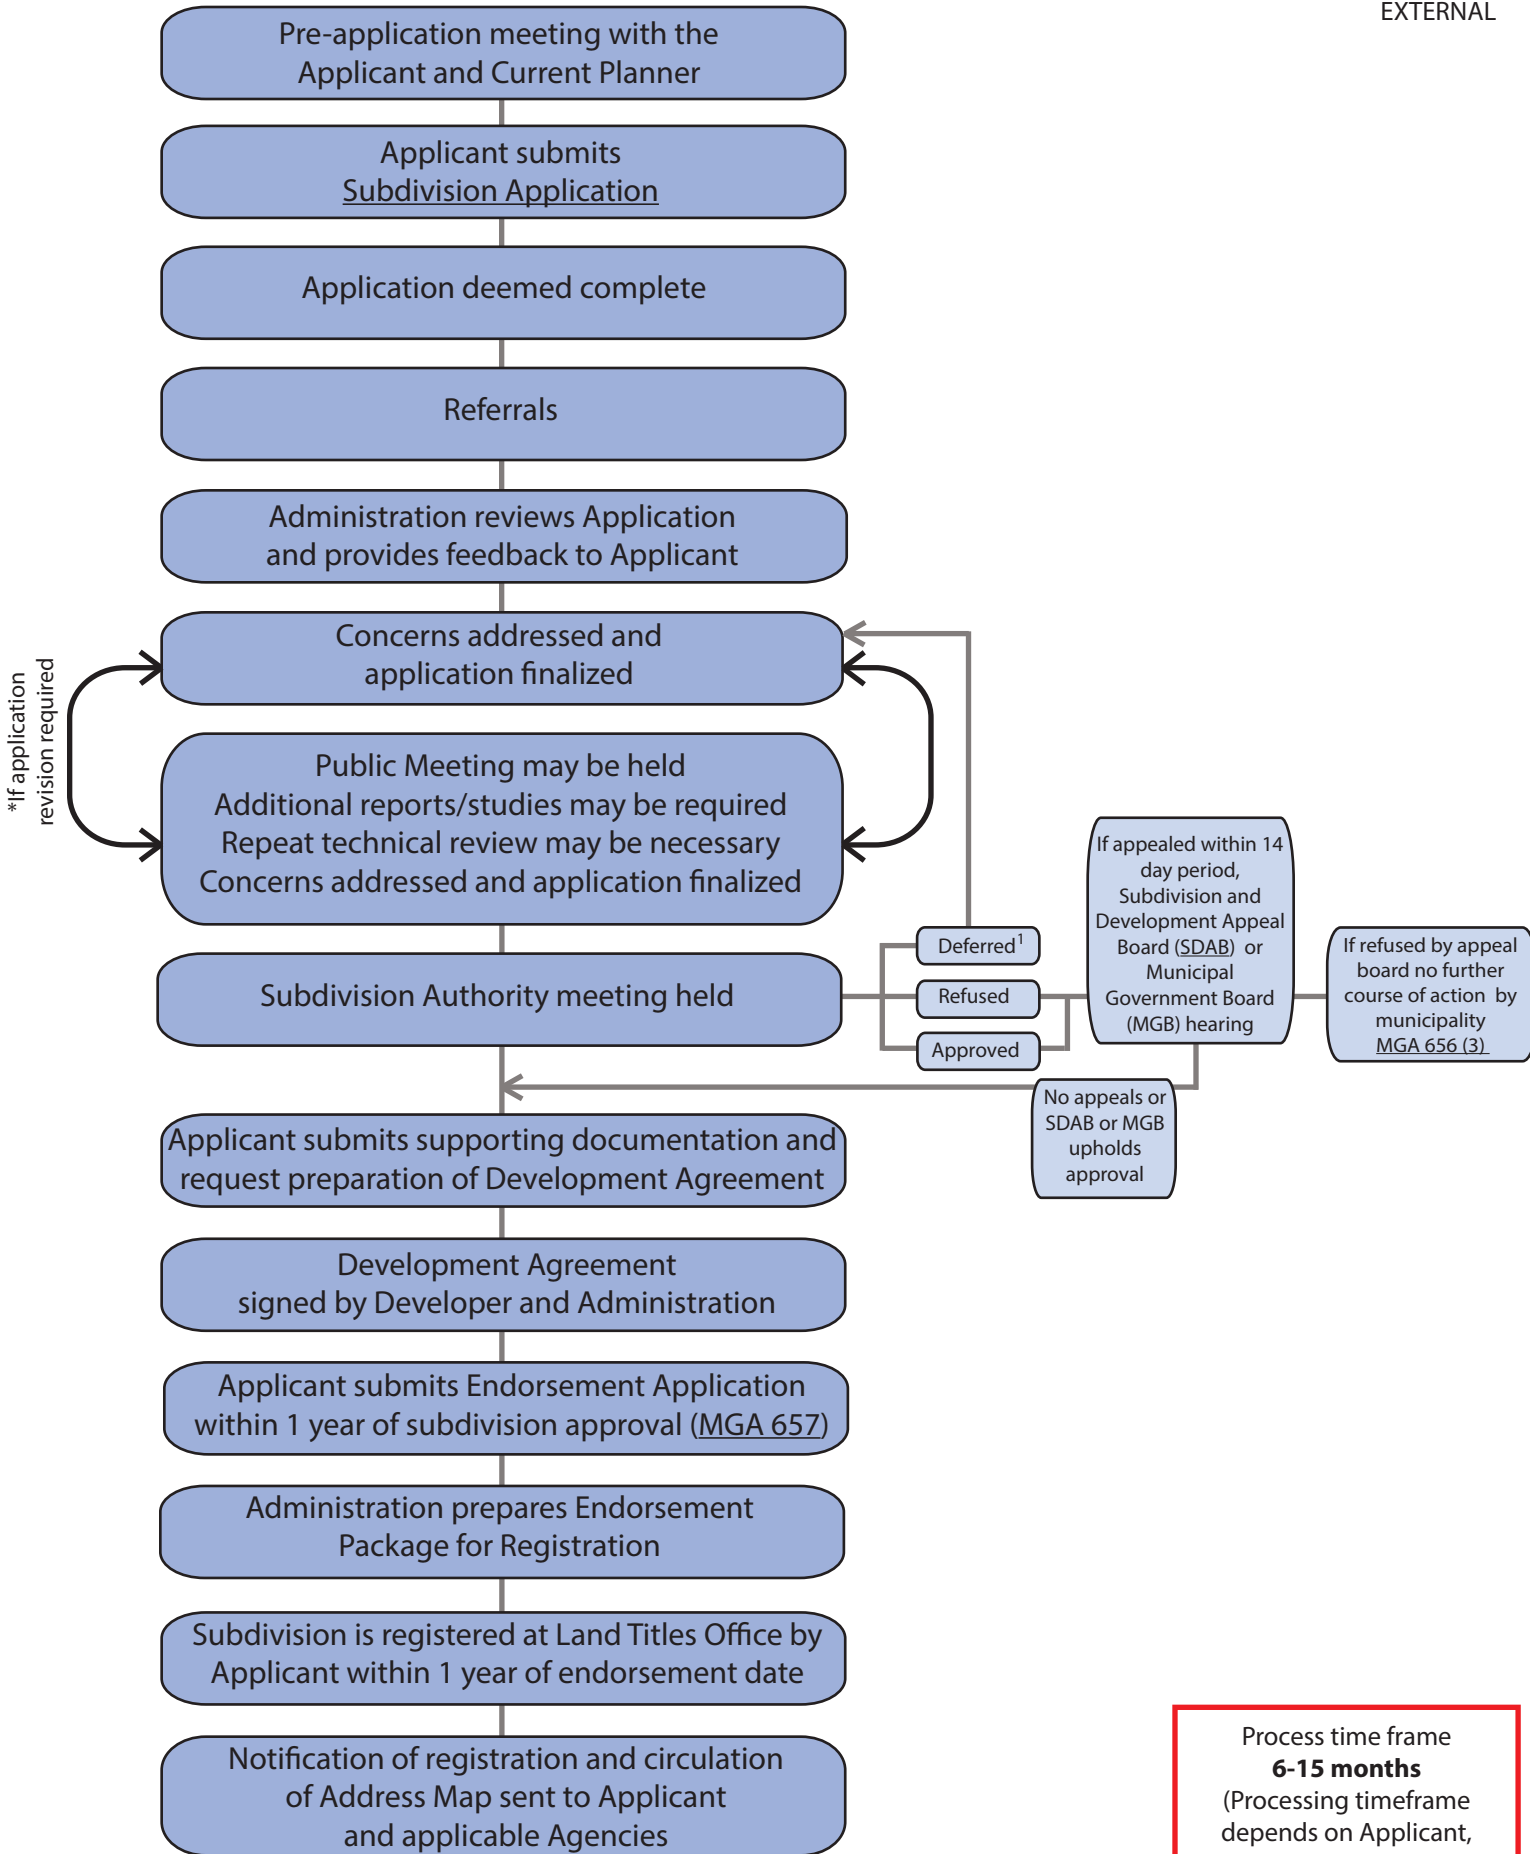 EXTERNAL
Pre-application meeting with the
Applicant and Current Planner
Applicant submits
Subdivision Application
Application deemed complete
Referrals
Administration reviews Application
and provides feedback to Applicant
Concerns addressed and
application finalized
*If application
revision required
Public Meeting may be held
Additional reports/studies may be required
Repeat technical review may be necessary
Concerns addressed and application finalized
Subdivision Authority meeting held
Deferred1
Refused
Approved
If appealed within 14
day period,
Subdivision and
Development Appeal
Board (SDAB) or
Municipal
Government Board
(MGB) hearing
If refused by appeal
board no further
course of action by
municipality
MGA 656 (3)
No appeals or
SDAB or MGB
upholds
approval
Applicant submits supporting documentation and
request preparation of Development Agreement
Development Agreement
signed by Developer and Administration
Applicant submits Endorsement Application
within 1 year of subdivision approval (MGA 657)
Administration prepares Endorsement
Package for Registration
Subdivision is registered at Land Titles Office by
Applicant within 1 year of endorsement date
Notification of registration and circulation
of Address Map sent to Applicant
and applicable Agencies
Process time frame
6-15 months
(Processing timeframe
depends on Applicant,